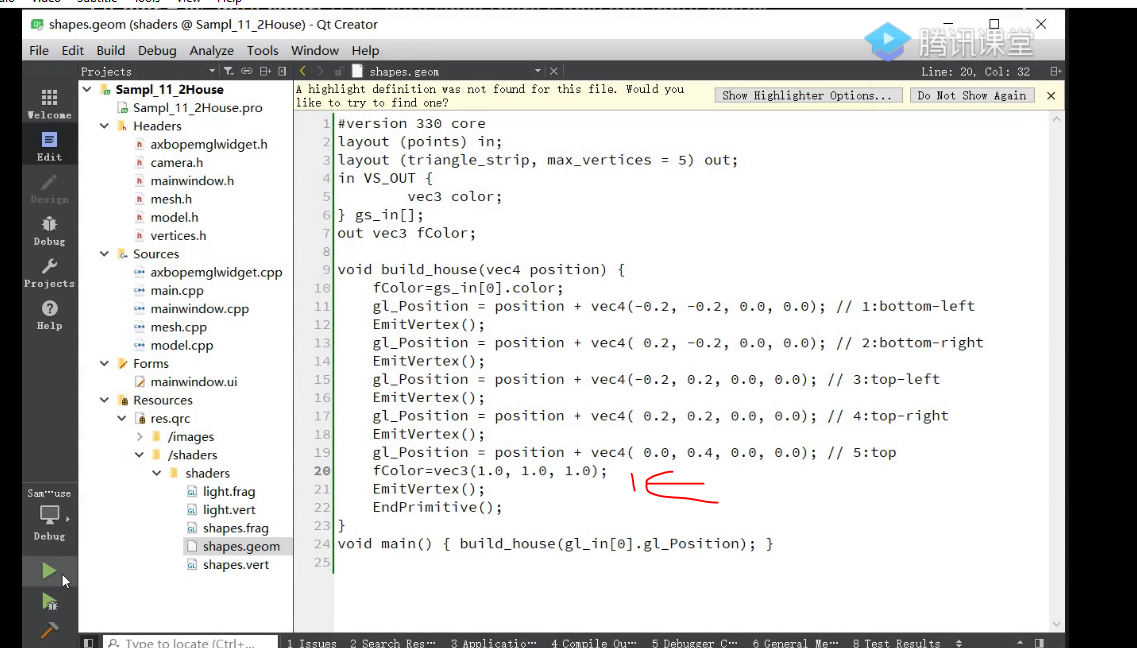 Video Subtitle Tools View Help
shapes.geom (shaders @ Sampl_11_2House) - Qt Creator
腾讯课堂
File Edit Build Debug Analyze Tools Window Help
Projects
shapes.geom
Line: 20, Col: 32
Welcome
Edit
Design
Debug
Projects
Help
Sam···use
Debug
Sampl_11_2House
Sampl_11_2House.pro
Headers
axbopemglwidget.h
camera.h
mainwindow.h
mesh.h
model.h
vertices.h
Sources
axbopemglwidget.cpp
main.cpp
mainwindow.cpp
mesh.cpp
model.cpp
Forms
mainwindow.ui
Resources
res.qrc
/images
/shaders
shaders
light.frag
light.vert
shapes.frag
shapes.geom
shapes.vert
A highlight definition was not found for this file. Would you
like to try to find one?
Show Highlighter Options...
Do Not Show Again
1 #version 330 core
2 layout (points) in;
3 layout (triangle_strip, max_vertices = 5) out;
4 in VS_OUT {
5 vec3 color;
6 } gs_in[];
7 out vec3 fColor;
8
9 void build_house(vec4 position) {
10 fColor=gs_in[0].color;
11 gl_Position = position + vec4(-0.2, -0.2, 0.0, 0.0); // 1:bottom-left
12 EmitVertex();
13 gl_Position = position + vec4( 0.2, -0.2, 0.0, 0.0); // 2:bottom-right
14 EmitVertex();
15 gl_Position = position + vec4(-0.2, 0.2, 0.0, 0.0); // 3:top-left
16 EmitVertex();
17 gl_Position = position + vec4( 0.2, 0.2, 0.0, 0.0); // 4:top-right
18 EmitVertex();
19 gl_Position = position + vec4( 0.0, 0.4, 0.0, 0.0); // 5:top
20 fColor=vec3(1.0, 1.0, 1.0);
21 EmitVertex();
22 EndPrimitive();
23 }
24 void main() { build_house(gl_in[0].gl_Position); }
25
Type to locate (Ctrl+...
1 Issues 2 Search Res··· 3 Applicatio··· 4 Compile Ou··· 5 Debugger C··· 6 General Me··· 8 Test Results